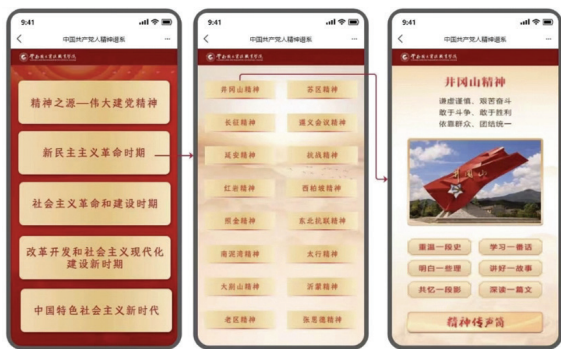 9:41
中国共产党人精神谱系
精神之源—伟大建党精神
新民主主义革命时期
社会主义革命和建设时期
改革开放和社会主义现代化
建设新时期
中国特色社会主义新时代
9:41
中国共产党人精神谱系
井冈山精神 苏区精神
长征精神 遵义会议精神
延安精神 抗战精神
红岩精神 西柏坡精神
照金精神 东北抗联精神
南泥湾精神 太行精神
大别山精神 沂蒙精神
老区精神 张思德精神
9:41
中国共产党人精神谱系
井冈山精神
谦虚谨慎、艰苦奋斗
敢于斗争、敢于胜利
依靠群众、团结统一
井冈山
重温一段史 学习一番话
明白一些理 讲好一故事
共忆一段影 深读一篇文
精神传声筒